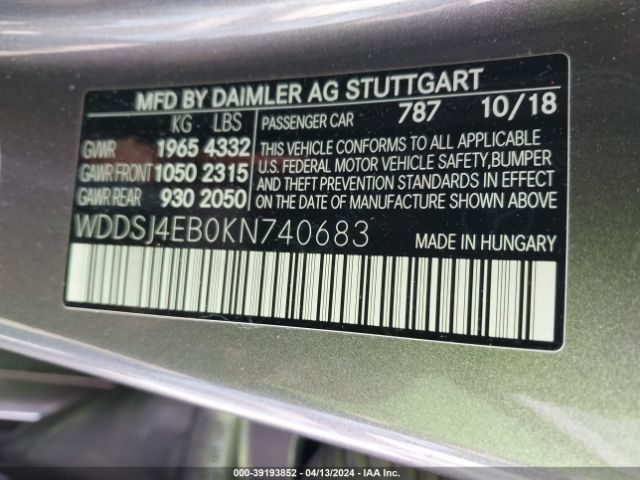 MFD BY DAIMLER AG STUTTGART
KG LBS
GVWR 1965 4332
GAWR FRONT 1050 2315
GAWR REAR 930 2050
PASSENGER CAR 787 10/18
THIS VEHICLE CONFORMS TO ALL APPLICABLE
U.S. FEDERAL MOTOR VEHICLE SAFETY, BUMPER
AND THEFT PREVENTION STANDARDS IN EFFECT
ON THE DATE OF MANUFACTURE SHOWN ABOVE
WDDSJ4EB0KN740683 MADE IN HUNGARY
000-39193852 - 04/13/2024 - IAA Inc.